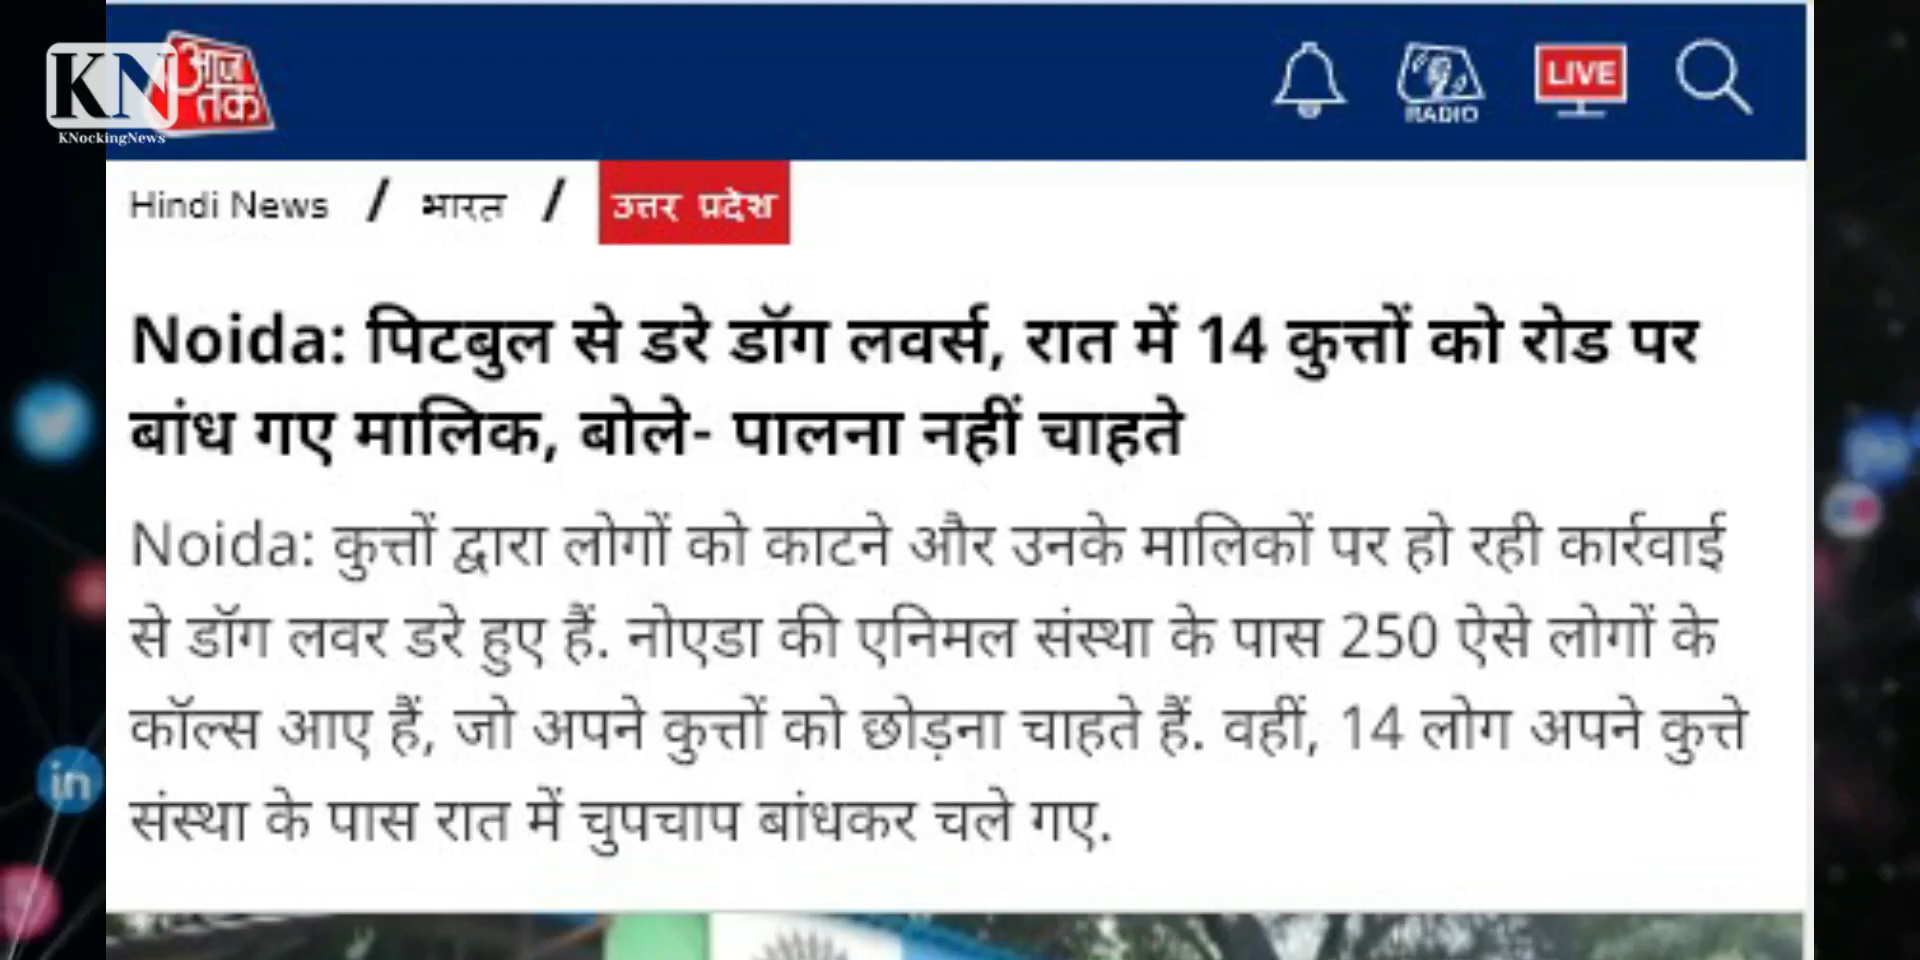 KN
KNockingNews
आज
तक
RADIO
LIVE
Hindi News / भारत / उत्तर प्रदेश
Noida: पिटबुल से डरे डॉग लवर्स, रात में 14 कुत्तों को रोड पर
बांध गए मालिक, बोले- पालना नहीं चाहते
Noida: कुत्तों द्वारा लोगों को काटने और उनके मालिकों पर हो रही कार्रवाई
से डॉग लवर डरे हुए हैं. नोएडा की एनिमल संस्था के पास 250 ऐसे लोगों के
कॉल्स आए हैं, जो अपने कुत्तों को छोड़ना चाहते हैं. वहीं, 14 लोग अपने कुत्ते
संस्था के पास रात में चुपचाप बांधकर चले गए.
in